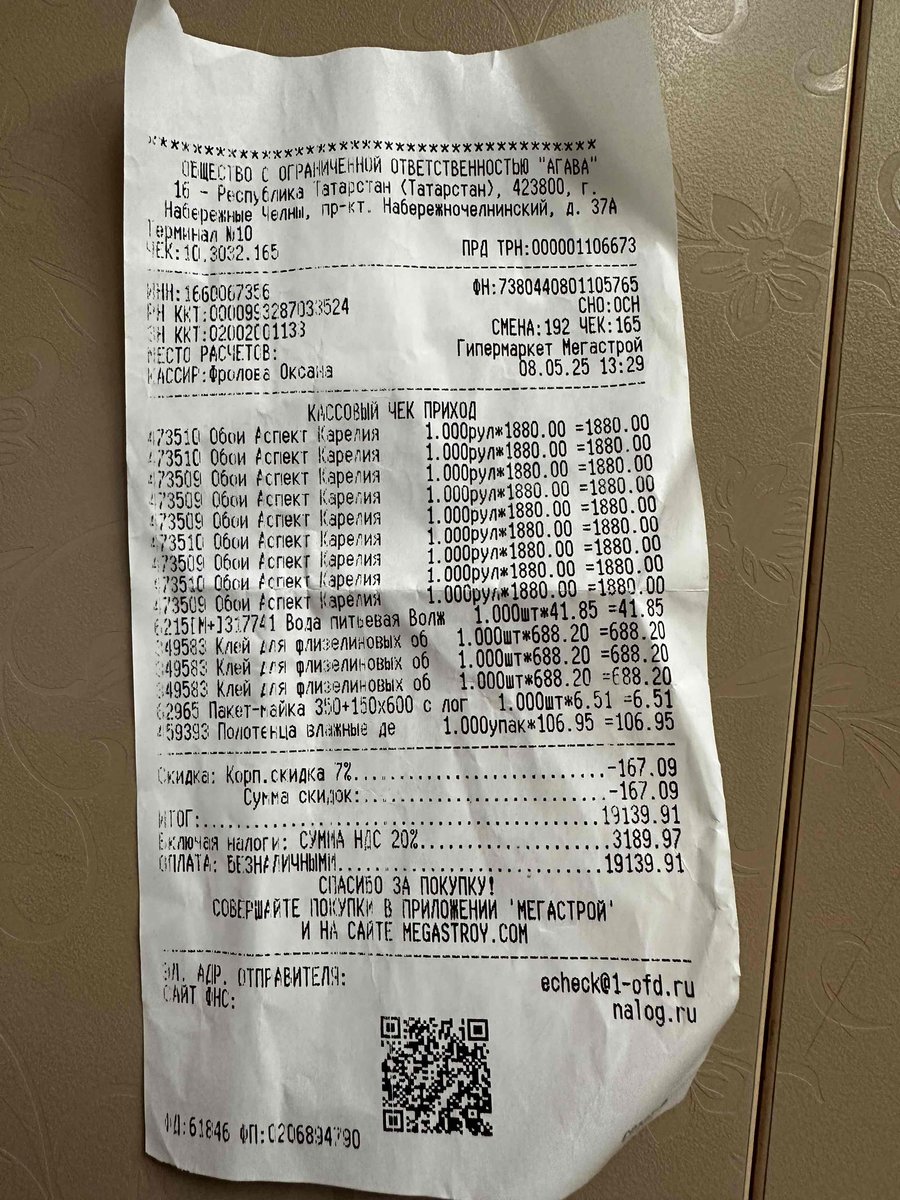 ****************************************
ОБЩЕСТВО С ОГРАНИЧЕННОЙ ОТВЕТСТВЕННОСТЬЮ "АГАВА"
16 - Республика Татарстан (Татарстан), 423800, г.
Набережные Челны, пр-кт. Набережночелнинский, д. 37А
Терминал №10
ЧЕК:10.3032.165 ПРД ТРН:000001106673
ИНН:1660067356 ФН:7380440801105765
РН ККТ:0000993287033524 СНО:ОСН
ЗН ККТ:02002001133 СМЕНА:192 ЧЕК:165
МЕСТО РАСЧЕТОВ: Гипермаркет Мегастрой
КАССИР:Фролова Оксана 08.05.25 13:29
КАССОВЫЙ ЧЕК ПРИХОД
473510 Обои Аспект Карелия 1.000рул*1880.00 =1880.00
473510 Обои Аспект Карелия 1.000рул*1880.00 =1880.00
473509 Обои Аспект Карелия 1.000рул*1880.00 =1880.00
473509 Обои Аспект Карелия 1.000рул*1880.00 =1880.00
473509 Обои Аспект Карелия 1.000рул*1880.00 =1880.00
473510 Обои Аспект Карелия 1.000рул*1880.00 =1880.00
473509 Обои Аспект Карелия 1.000рул*1880.00 =1880.00
473510 Обои Аспект Карелия 1.000рул*1880.00 =1880.00
473509 Обои Аспект Карелия 1.000рул*1880.00 =1880.00
6215[М+]317741 Вода питьевая Волж 1.000шт*41.85 =41.85
349583 Клей для флизелиновых об 1.000шт*688.20 =688.20
349583 Клей для флизелиновых об 1.000шт*688.20 =688.20
349583 Клей для флизелиновых об 1.000шт*688.20 =688.20
62965 Пакет-майка 350+150х600 с лог 1.000шт*6.51 =6.51
459393 Полотенца влажные де 1.000упак*106.95 =106.95
Скидка: Корп.скидка 7%.........................-167.09
Сумма скидок:.........................-167.09
ИТОГ:.........................19139.91
Включая налоги: СУММА НДС 20%.........................3189.97
ОПЛАТА: БЕЗНАЛИЧНЫМИ.........................19139.91
СПАСИБО ЗА ПОКУПКУ!
СОВЕРШАЙТЕ ПОКУПКИ В ПРИЛОЖЕНИИ 'МЕГАСТРОЙ'
И НА САЙТЕ MEGASTROY.COM
ЭЛ. АДР. ОТПРАВИТЕЛЯ: echeck@1-ofd.ru
САЙТ ФНС: nalog.ru
ФД:61846 ФП:0206894790